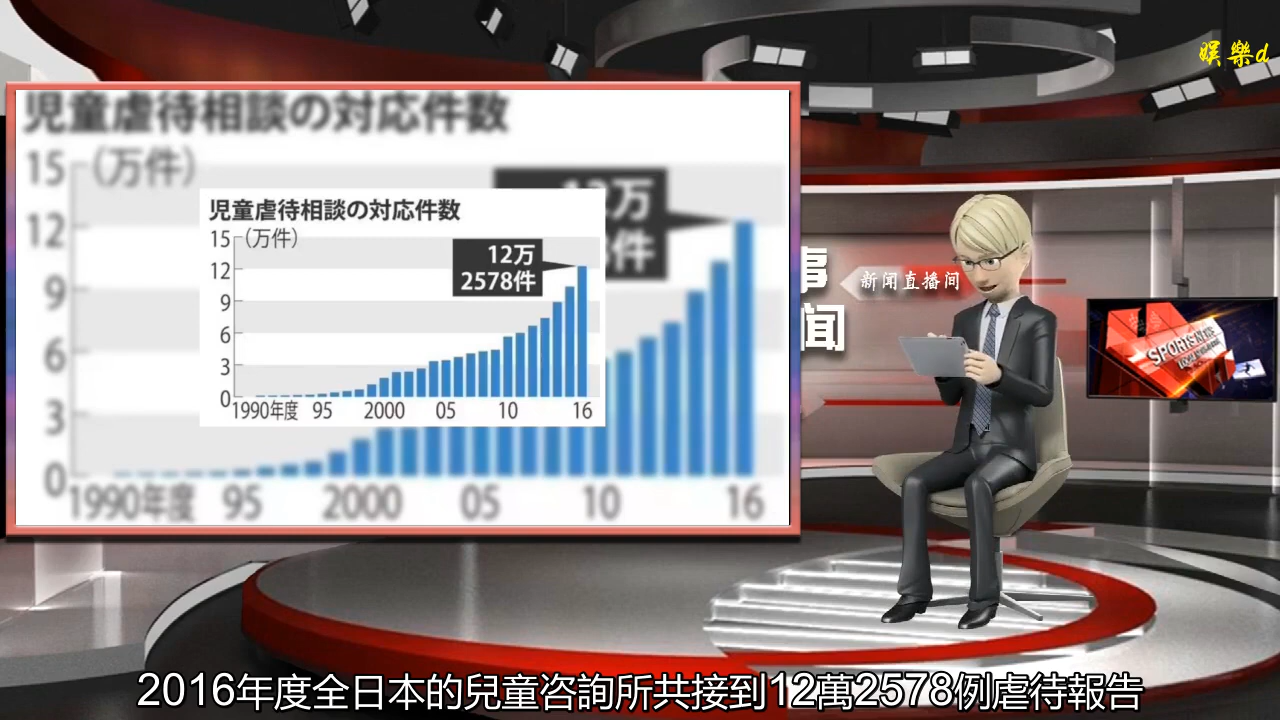 娯樂d
児童虐待相談の対応件数
15 (万件)
12
9
6
3
0
1990年度 95 2000 05 10 16
児童虐待相談の対応件数
15 (万件)
12万
2578件
12
9
6
3
0
1990年度 95 2000 05 10 16
新闻直播间
闻
SPORTS
2016年度全日本的兒童咨詢所共接到12萬2578例虐待報告